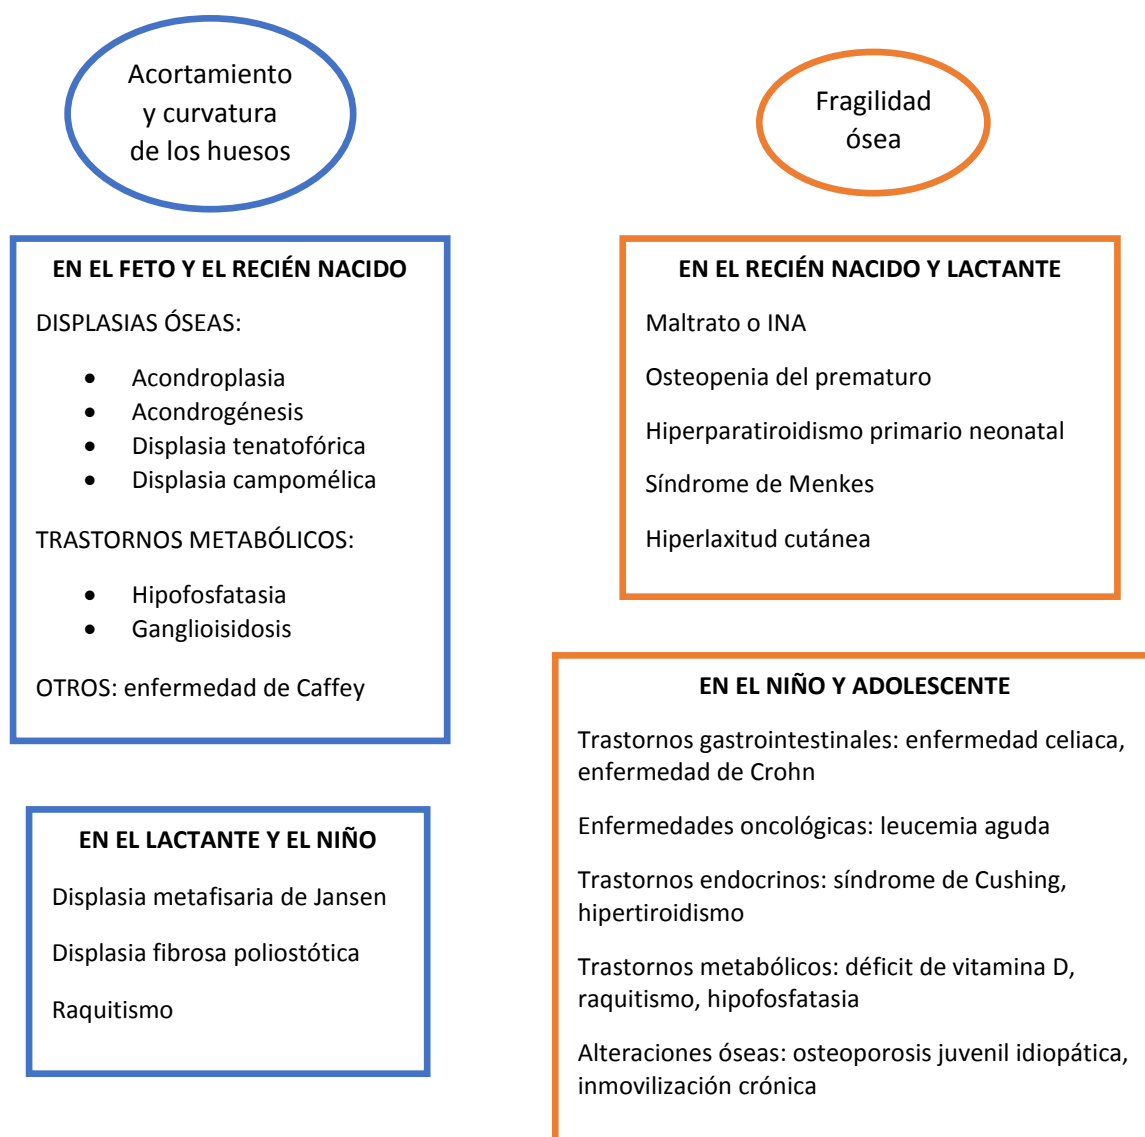 Acortamiento
y curvatura
de los huesos
EN EL FETO Y EL RECIÉN NACIDO
DISPLASIAS ÓSEAS:
• Acondroplasia
• Acondrogénesis
• Displasia tenatofórica
• Displasia campomélica
TRASTORNOS METABÓLICOS:
• Hipofosfatasia
• Ganglioisidosis
OTROS: enfermedad de Caffey
EN EL LACTANTE Y EL NIÑO
Displasia metafisaria de Jansen
Displasia fibrosa poliostótica
Raquitismo
Fragilidad
ósea
EN EL RECIÉN NACIDO Y LACTANTE
Maltrato o INA
Osteopenia del prematuro
Hiperparatiroidismo primario neonatal
Síndrome de Menkes
Hiperlaxitud cutánea
EN EL NIÑO Y ADOLESCENTE
Trastornos gastrointestinales: enfermedad celiaca,
enfermedad de Crohn
Enfermedades oncológicas: leucemia aguda
Trastornos endocrinos: síndrome de Cushing,
hipertiroidismo
Trastornos metabólicos: déficit de vitamina D,
raquitismo, hipofosfatasia
Alteraciones óseas: osteoporosis juvenil idiopática,
inmovilización crónica